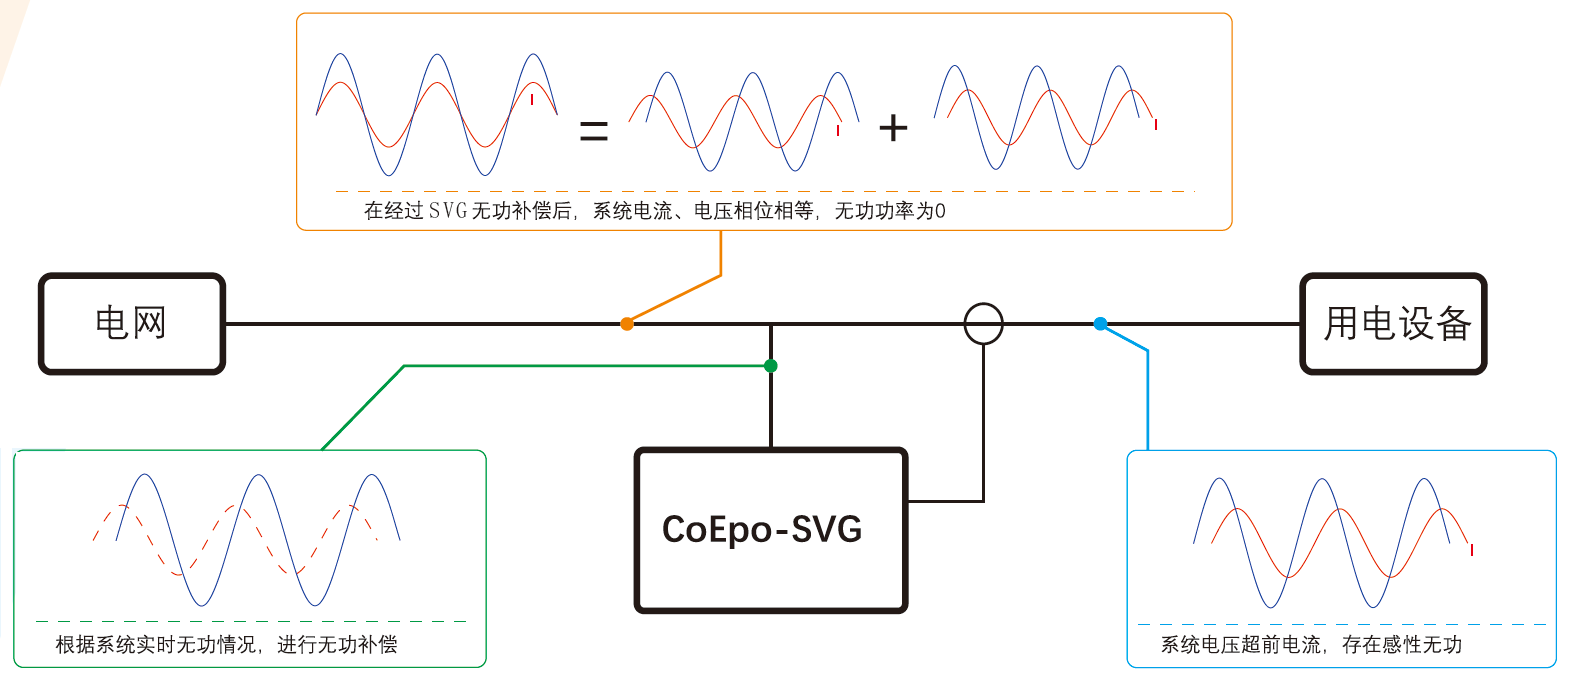 I
=
I
+
I
在经过 SVG 无功补偿后，系统电流、电压相位相等，无功功率为0
电网
用电设备
CoEpo-SVG
根据系统实时无功情况，进行无功补偿
I
系统电压超前电流，存在感性无功